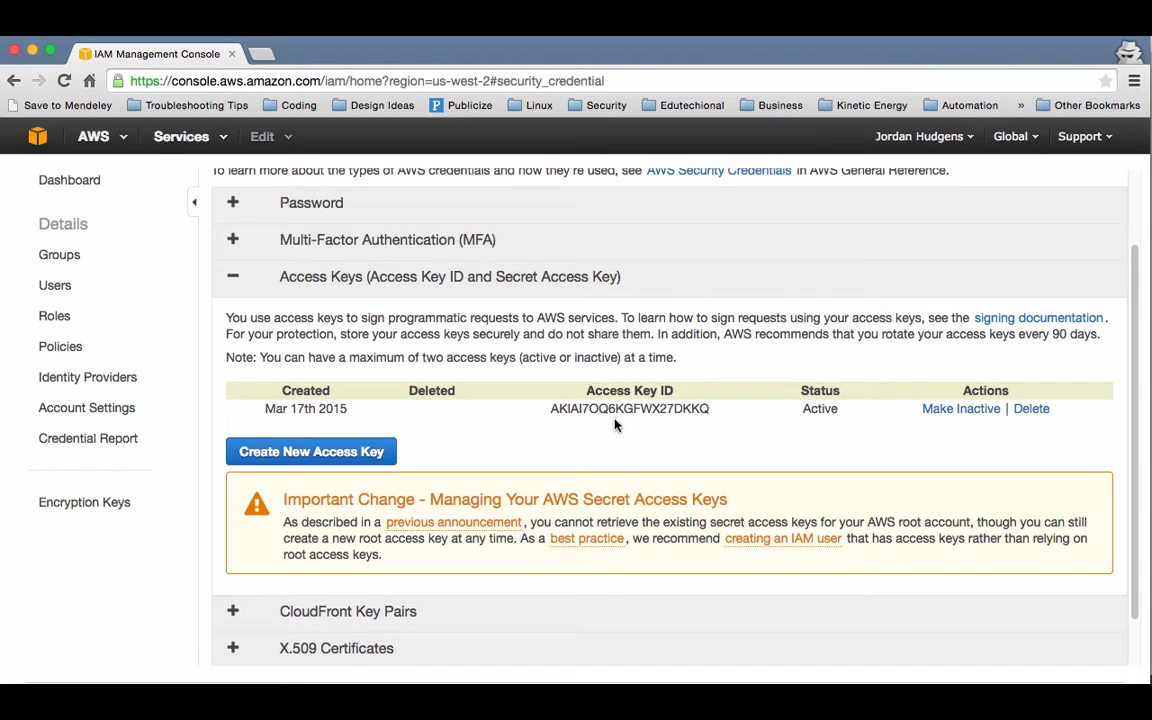 IAM Management Console
https://console.aws.amazon.com/iam/home?region=us-west-2#security_credential
Save to Mendeley Troubleshooting Tips Coding Design Ideas Publicize Linux Security Edutechional Business Kinetic Energy Automation » Other Bookmarks
AWS Services Edit Jordan Hudgens Global Support
To learn more about the types of AWS credentials and how they're used, see AWS Security Credentials in AWS General Reference.
Dashboard
Details
Groups
Users
Roles
Policies
Identity Providers
Account Settings
Credential Report
Encryption Keys
+ Password
+ Multi-Factor Authentication (MFA)
− Access Keys (Access Key ID and Secret Access Key)
You use access keys to sign programmatic requests to AWS services. To learn how to sign requests using your access keys, see the signing documentation.
For your protection, store your access keys securely and do not share them. In addition, AWS recommends that you rotate your access keys every 90 days.
Note: You can have a maximum of two access keys (active or inactive) at a time.
Created Deleted Access Key ID Status Actions
Mar 17th 2015 AKIAI7OQ6KGFWX27DKKQ Active Make Inactive | Delete
Create New Access Key
Important Change - Managing Your AWS Secret Access Keys
As described in a previous announcement, you cannot retrieve the existing secret access keys for your AWS root account, though you can still
create a new root access key at any time. As a best practice, we recommend creating an IAM user that has access keys rather than relying on
root access keys.
+ CloudFront Key Pairs
+ X.509 Certificates